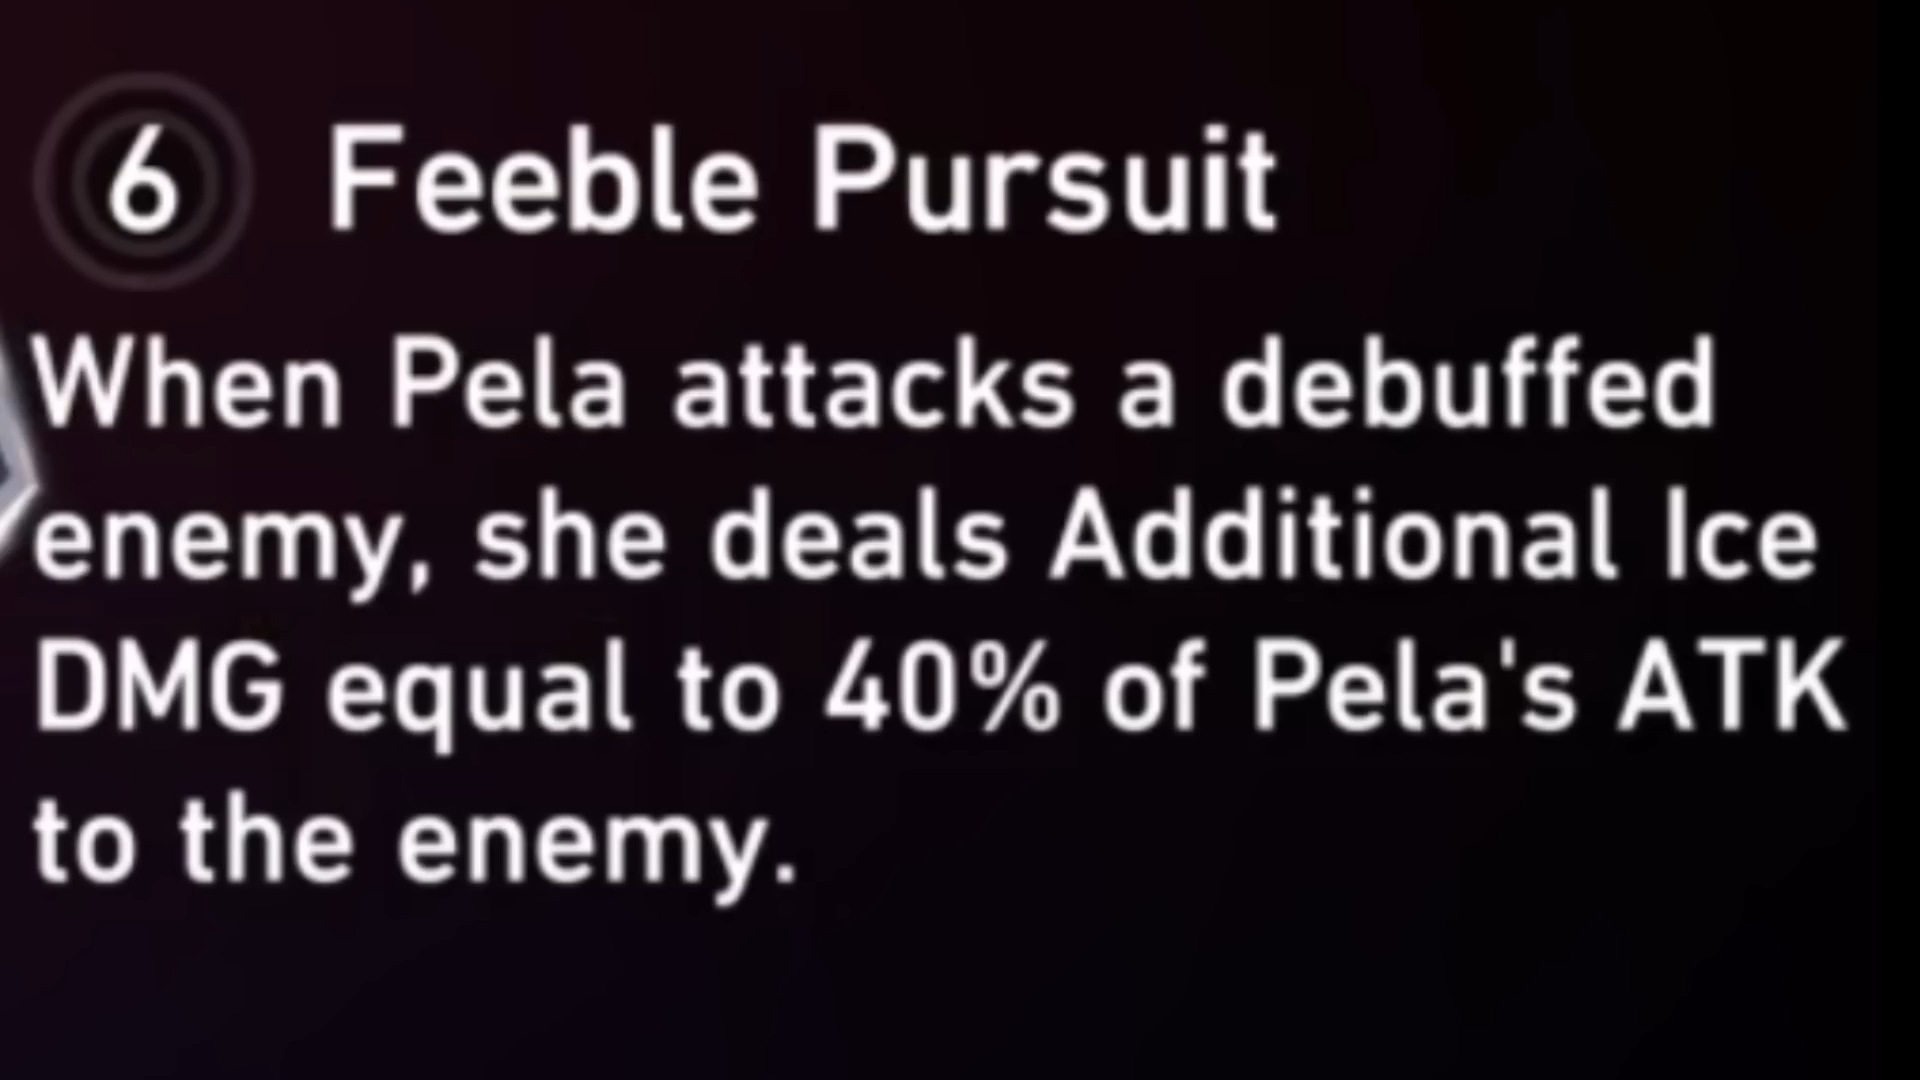 6 Feeble Pursuit
When Pela attacks a debuffed
enemy, she deals Additional Ice
DMG equal to 40% of Pela's ATK
to the enemy.